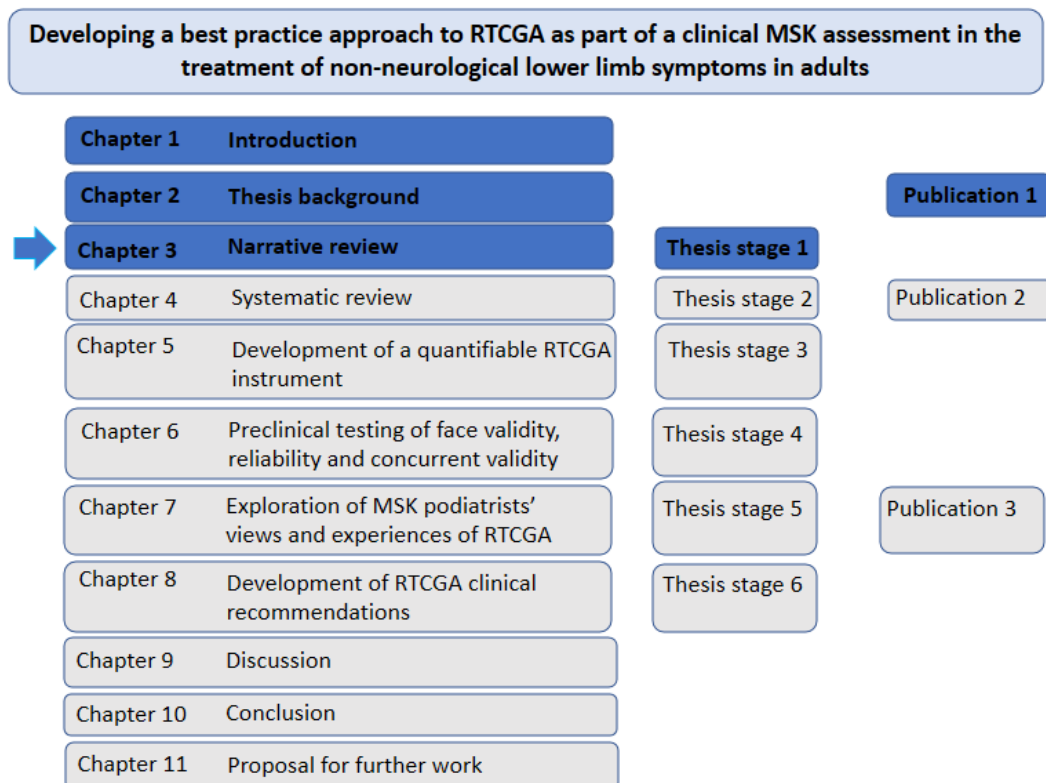 Developing a best practice approach to RTCGA as part of a clinical MSK assessment in the
treatment of non-neurological lower limb symptoms in adults
Chapter 1 Introduction
Chapter 2 Thesis background Publication 1
Chapter 3 Narrative review Thesis stage 1
Chapter 4 Systematic review Thesis stage 2 Publication 2
Chapter 5 Development of a quantifiable RTCGA Thesis stage 3
instrument
Chapter 6 Preclinical testing of face validity, Thesis stage 4
reliability and concurrent validity
Chapter 7 Exploration of MSK podiatrists' Thesis stage 5 Publication 3
views and experiences of RTCGA
Chapter 8 Development of RTCGA clinical Thesis stage 6
recommendations
Chapter 9 Discussion
Chapter 10 Conclusion
Chapter 11 Proposal for further work